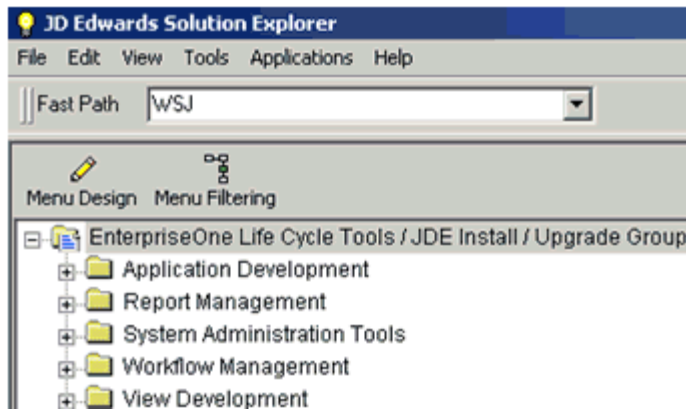 JD Edwards Solution Explorer
File Edit View Tools Applications Help
Fast Path WSJ
Menu Design Menu Filtering
EnterpriseOne Life Cycle Tools / JDE Install / Upgrade Group
Application Development
Report Management
System Administration Tools
Workflow Management
View Development